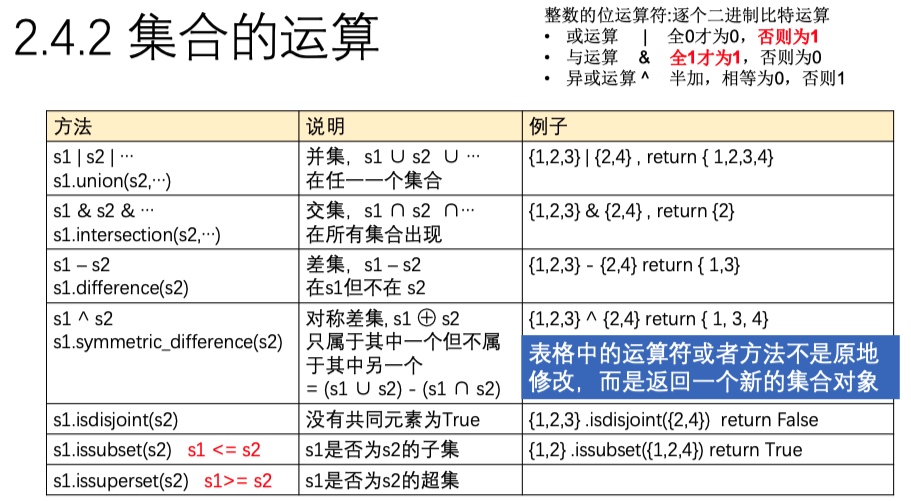 2.4.2 集合的运算
整数的位运算符:逐个二进制比特运算
• 或运算 | 全0才为0，否则为1
• 与运算 & 全1才为1，否则为0
• 异或运算 ^ 半加，相等为0，否则1
方法 说明 例子
s1 | s2 | … 并集，s1 ∪ s2 ∪ … {1,2,3} | {2,4} , return { 1,2,3,4}
s1.union(s2,…) 在任一一个集合
s1 & s2 & … 交集，s1 ∩ s2 ∩… {1,2,3} & {2,4} , return {2}
s1.intersection(s2,…) 在所有集合出现
s1 – s2 差集，s1 – s2 {1,2,3} - {2,4} return { 1,3}
s1.difference(s2) 在s1但不在 s2
s1 ^ s2 对称差集, s1 ⊕ s2 {1,2,3} ^ {2,4} return { 1, 3, 4}
s1.symmetric_difference(s2) 只属于其中一个但不属
于其中另一个
= (s1 ∪ s2) - (s1 ∩ s2)
表格中的运算符或者方法不是原地
修改，而是返回一个新的集合对象
s1.isdisjoint(s2) 没有共同元素为True {1,2,3} .isdisjoint({2,4}) return False
s1.issubset(s2) s1 <= s2 s1是否为s2的子集 {1,2} .issubset({1,2,4}) return True
s1.issuperset(s2) s1>= s2 s1是否为s2的超集